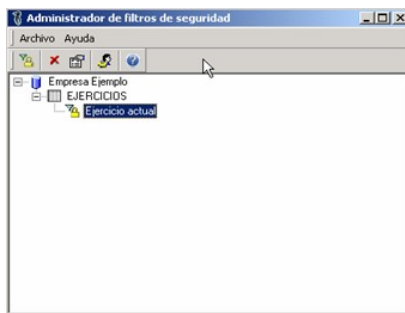 Administrador de filtros de seguridad
Archivo Ayuda
Empresa Ejemplo
EJERCICIOS
Ejercicio actual